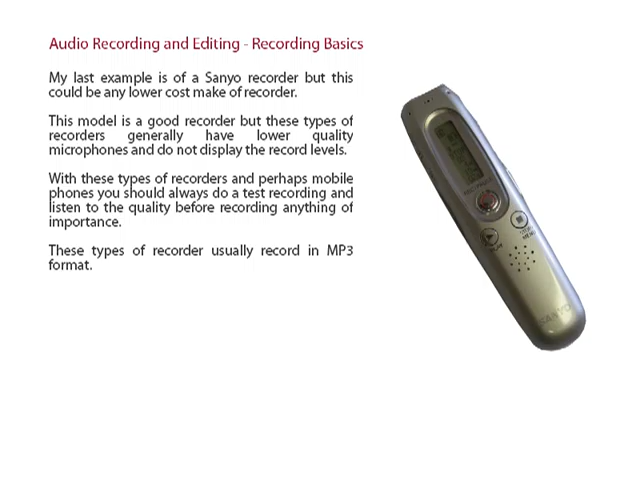 Audio Recording and Editing - Recording Basics
My last example is of a Sanyo recorder but this
could be any lower cost make of recorder.
This model is a good recorder but these types of
recorders generally have lower quality
microphones and do not display the record levels.
With these types of recorders and perhaps mobile
phones you should always do a test recording and
listen to the quality before recording anything of
importance.
These types of recorder usually record in MP3
format.
PLAY
MENU
SANYO